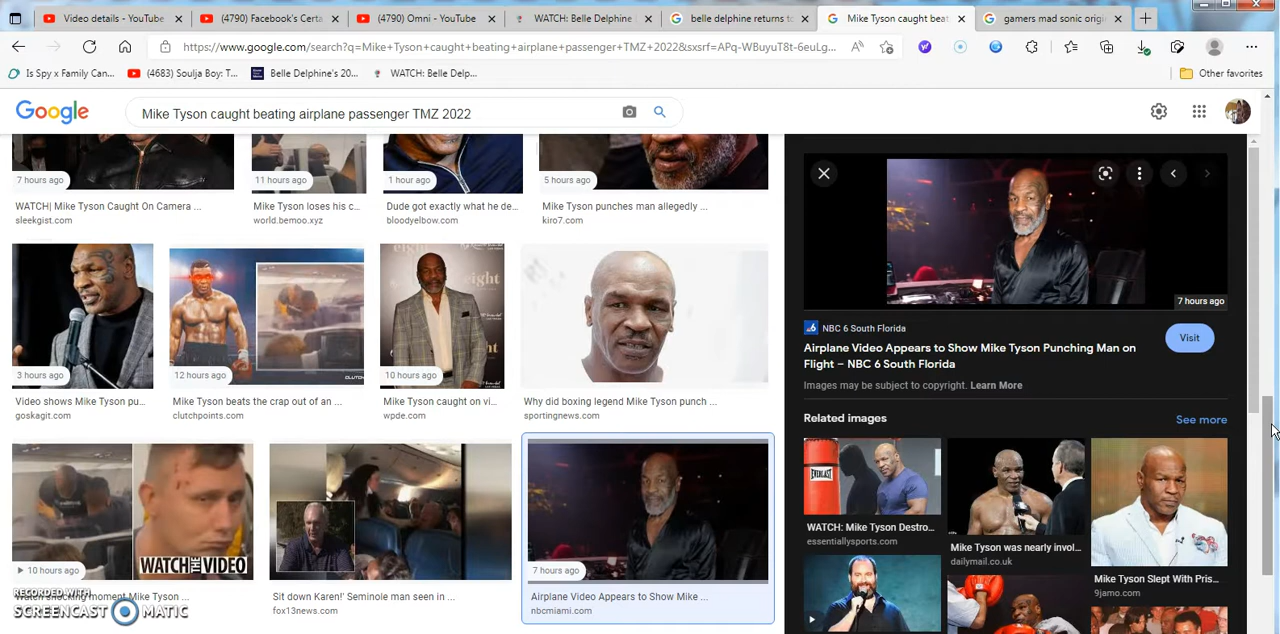 Video details - YouTube
(4790) Facebook's Certa
(4790) Omni - YouTube
WATCH: Belle Delphine
belle delphine returns to
Mike Tyson caught beat
gamers mad sonic origi
https://www.google.com/search?q=Mike+Tyson+caught+beating+airplane+passenger+TMZ+2022&sxsrf=APq-WBuyuT8t-6euLg...
Is Spy x Family Can...
(4683) Soulja Boy: T...
Belle Delphine's 20...
WATCH: Belle Delp...
Other favorites
Google
Mike Tyson caught beating airplane passenger TMZ 2022
7 hours ago
11 hours ago
1 hour ago
5 hours ago
WATCH| Mike Tyson Caught On Camera ...
sleekgist.com
Mike Tyson loses his c...
world.bemoo.xyz
Dude got exactly what he de...
bloodyelbow.com
Mike Tyson punches man allegedly ...
kiro7.com
3 hours ago
12 hours ago
10 hours ago
Video shows Mike Tyson pu...
goskagit.com
Mike Tyson beats the crap out of an ...
clutchpoints.com
Mike Tyson caught on vi...
wpde.com
Why did boxing legend Mike Tyson punch ...
sportingnews.com
10 hours ago
WATCH THE VIDEO
7 hours ago
Watch shocking moment Mike Tyson ...
Sit down Karen!' Seminole man seen in ...
fox13news.com
Airplane Video Appears to Show Mike ...
nbcmiami.com
RECORDED WITH
SCREENCAST MATIC
7 hours ago
NBC 6 South Florida
Airplane Video Appears to Show Mike Tyson Punching Man on
Flight – NBC 6 South Florida
Visit
Images may be subject to copyright. Learn More
Related images
See more
EVERLAST
WATCH: Mike Tyson Destro...
essentiallysports.com
Mike Tyson was nearly invol...
dailymail.co.uk
Mike Tyson Slept With Pris...
9jamo.com